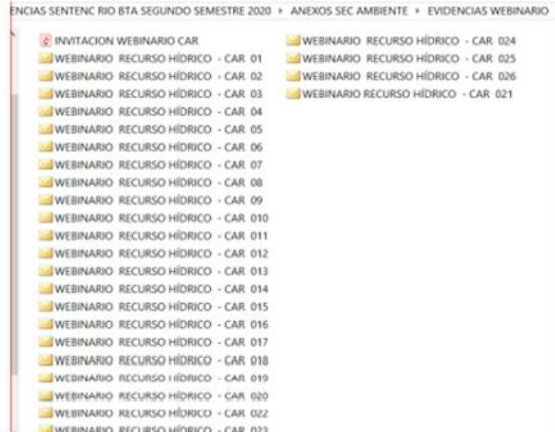 ENCIAS SENTENC RIO BTA SEGUNDO SEMESTRE 2020 ▸ ANEXOS SEC AMBIENTE ▸ EVIDENCIAS WEBINARIO
INVITACION WEBINARIO CAR
WEBINARIO RECURSO HÍDRICO - CAR 01
WEBINARIO RECURSO HÍDRICO - CAR 02
WEBINARIO RECURSO HÍDRICO - CAR 03
WEBINARIO RECURSO HÍDRICO - CAR 04
WEBINARIO RECURSO HÍDRICO - CAR 05
WEBINARIO RECURSO HÍDRICO - CAR 06
WEBINARIO RECURSO HÍDRICO - CAR 07
WEBINARIO RECURSO HÍDRICO - CAR 08
WEBINARIO RECURSO HÍDRICO - CAR 09
WEBINARIO RECURSO HÍDRICO - CAR 010
WEBINARIO RECURSO HÍDRICO - CAR 011
WEBINARIO RECURSO HÍDRICO - CAR 012
WEBINARIO RECURSO HÍDRICO - CAR 013
WEBINARIO RECURSO HÍDRICO - CAR 014
WEBINARIO RECURSO HÍDRICO - CAR 015
WEBINARIO RECURSO HÍDRICO - CAR 016
WEBINARIO RECURSO HÍDRICO - CAR 017
WEBINARIO RECURSO HÍDRICO - CAR 018
WEBINARIO RECURSO HÍDRICO - CAR 019
WEBINARIO RECURSO HÍDRICO - CAR 020
WEBINARIO RECURSO HÍDRICO - CAR 022
WEBINARIO RECURSO HÍDRICO - CAR 023
WEBINARIO RECURSO HÍDRICO - CAR 024
WEBINARIO RECURSO HÍDRICO - CAR 025
WEBINARIO RECURSO HÍDRICO - CAR 026
WEBINARIO RECURSO HÍDRICO - CAR 021